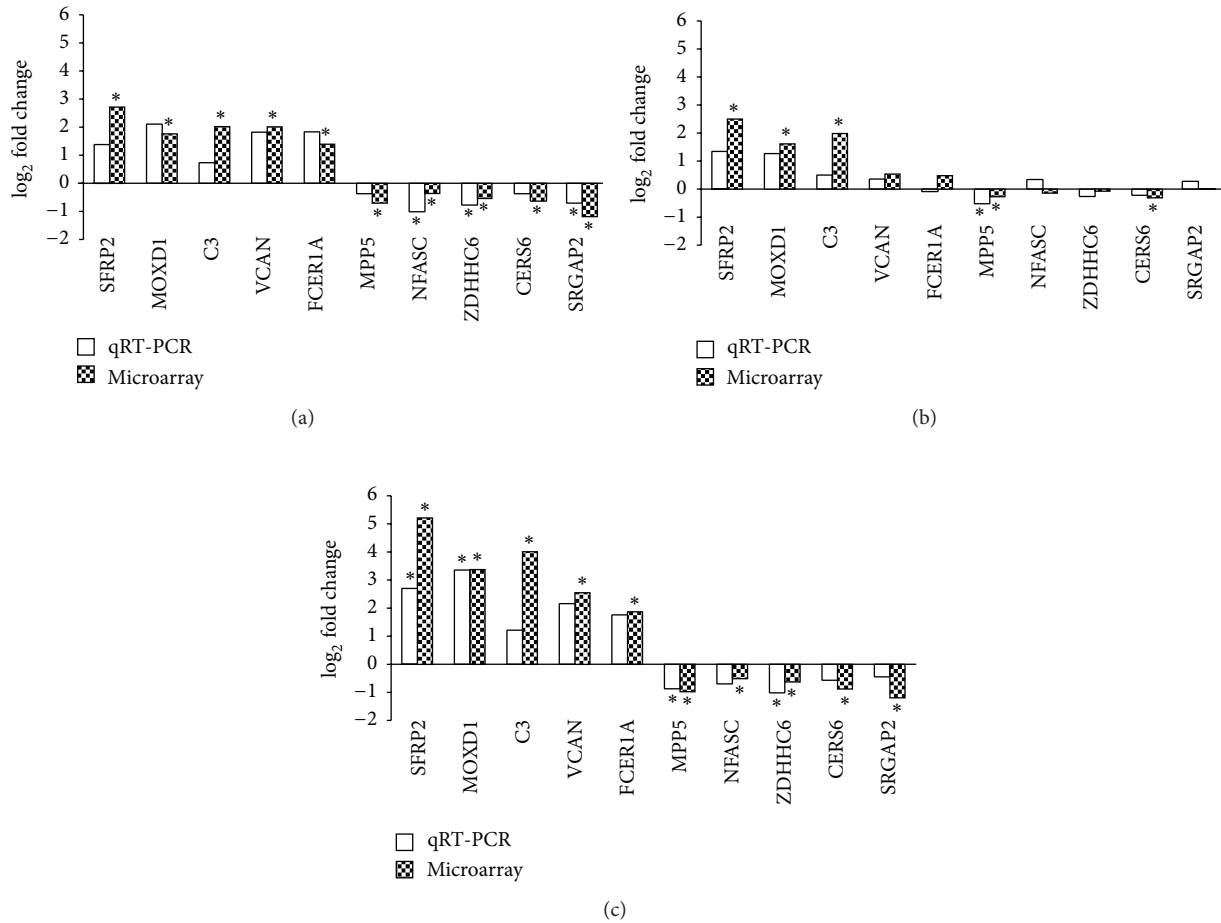 log2 fold change
6
5
4
3
2
1
0
−1
−2
*
*
*
*
*
*
*
*
*
*
*
*
*
SFRP2
MOXD1
C3
VCAN
FCER1A
MPP5
NFASC
ZDHHC6
CERS6
SRGAP2
qRT-PCR
Microarray
(a)
log2 fold change
6
5
4
3
2
1
0
−1
−2
*
*
*
*
*
*
SFRP2
MOXD1
C3
VCAN
FCER1A
MPP5
NFASC
ZDHHC6
CERS6
SRGAP2
qRT-PCR
Microarray
(b)
log2 fold change
6
5
4
3
2
1
0
−1
−2
*
*
*
*
*
*
*
*
*
*
*
*
*
*
SFRP2
MOXD1
C3
VCAN
FCER1A
MPP5
NFASC
ZDHHC6
CERS6
SRGAP2
qRT-PCR
Microarray
(c)